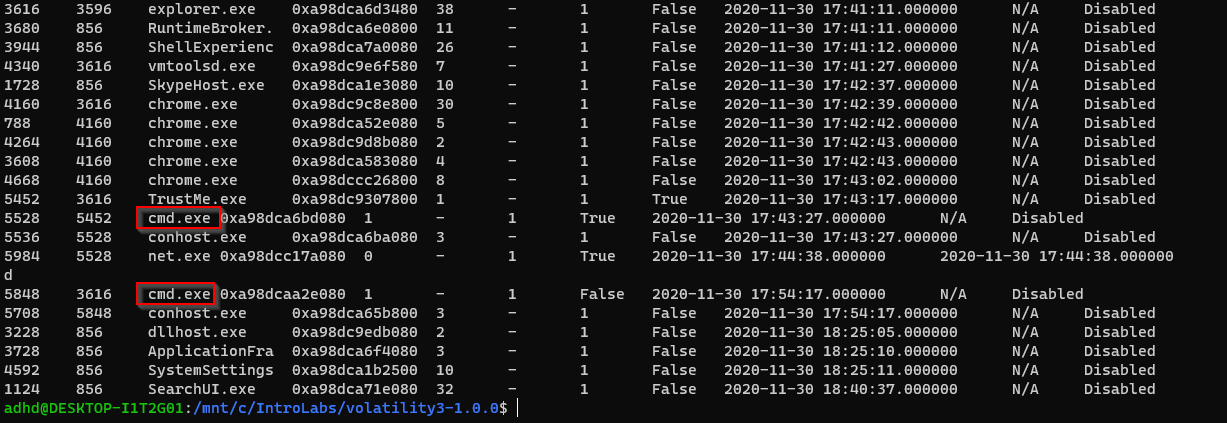 3616    3596    explorer.exe    0xa98dca6d3480  38      -       1       False   2020-11-30 17:41:11.000000      N/A     Disabled
3680    856     RuntimeBroker.  0xa98dca6e0800  11      -       1       False   2020-11-30 17:41:11.000000      N/A     Disabled
3944    856     ShellExperienc  0xa98dca7a0080  26      -       1       False   2020-11-30 17:41:12.000000      N/A     Disabled
4340    3616    vmtoolsd.exe    0xa98dc9e6f580  7       -       1       False   2020-11-30 17:41:27.000000      N/A     Disabled
1728    856     SkypeHost.exe   0xa98dca1e3080  10      -       1       False   2020-11-30 17:42:37.000000      N/A     Disabled
4160    3616    chrome.exe      0xa98dc9c8e800  30      -       1       False   2020-11-30 17:42:39.000000      N/A     Disabled
788     4160    chrome.exe      0xa98dca52e080  5       -       1       False   2020-11-30 17:42:42.000000      N/A     Disabled
4264    4160    chrome.exe      0xa98dc9d8b080  2       -       1       False   2020-11-30 17:42:43.000000      N/A     Disabled
3608    4160    chrome.exe      0xa98dca583080  4       -       1       False   2020-11-30 17:42:43.000000      N/A     Disabled
4668    4160    chrome.exe      0xa98dccc26800  8       -       1       False   2020-11-30 17:43:02.000000      N/A     Disabled
5452    3616    TrustMe.exe     0xa98dc9307800  1       -       1       True    2020-11-30 17:43:17.000000      N/A     Disabled
5528    5452    cmd.exe 0xa98dca6bd080  1       -       1       True    2020-11-30 17:43:27.000000      N/A     Disabled
5536    5528    conhost.exe     0xa98dca6ba080  3       -       1       False   2020-11-30 17:43:27.000000      N/A     Disabled
5984    5528    net.exe 0xa98dcc17a080  0       -       1       True    2020-11-30 17:44:38.000000      2020-11-30 17:44:38.000000
d
5848    3616    cmd.exe 0xa98dcaa2e080  1       -       1       False   2020-11-30 17:54:17.000000      N/A     Disabled
5708    5848    conhost.exe     0xa98dca65b800  3       -       1       False   2020-11-30 17:54:17.000000      N/A     Disabled
3228    856     dllhost.exe     0xa98dc9edb080  2       -       1       False   2020-11-30 18:25:05.000000      N/A     Disabled
3728    856     ApplicationFra  0xa98dca6f4080  3       -       1       False   2020-11-30 18:25:10.000000      N/A     Disabled
4592    856     SystemSettings  0xa98dca1b2500  10      -       1       False   2020-11-30 18:25:11.000000      N/A     Disabled
1124    856     SearchUI.exe    0xa98dca71e080  32      -       1       False   2020-11-30 18:40:37.000000      N/A     Disabled
adhd@DESKTOP-I1T2G01:/mnt/c/IntroLabs/volatility3-1.0.0$